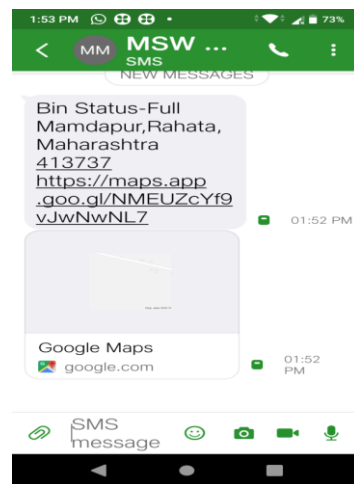 1:53 PM
73%
MM
MSW ...
SMS
NEW MESSAGES
Bin Status-Full
Mamdapur,Rahata,
Maharashtra
413737
https://maps.app
.goo.gl/NMEUZcYf9
vJwNwNL7
01:52 PM
Google Maps
google.com
01:52
PM
SMS
message